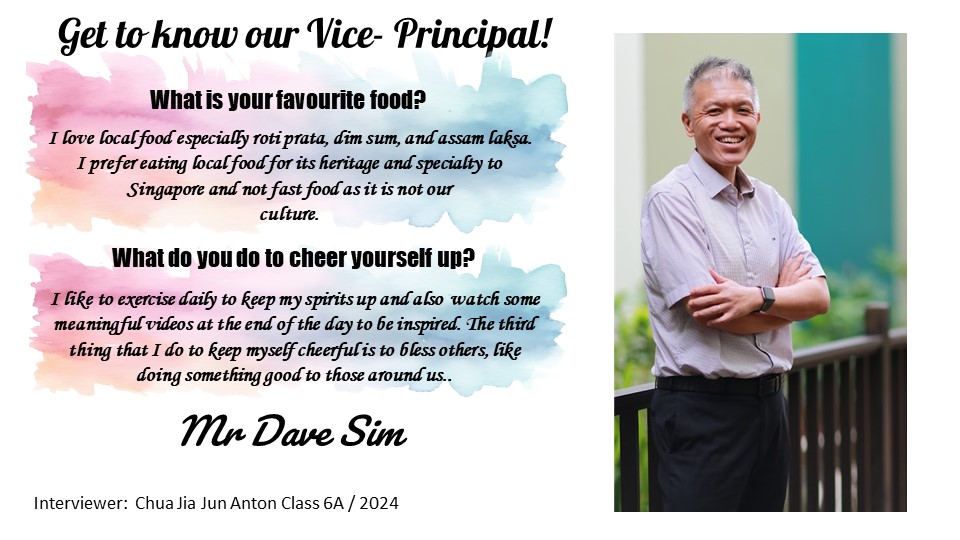 Get to know our Vice- Principal!
What is your favourite food?
I love local food especially roti prata, dim sum, and assam laksa.
I prefer eating local food for its heritage and specialty to
Singapore and not fast food as it is not our
culture.
What do you do to cheer yourself up?
I like to exercise daily to keep my spirits up and also watch some
meaningful videos at the end of the day to be inspired. The third
thing that I do to keep myself cheerful is to bless others, like
doing something good to those around us..
Mr Dave Sim
Interviewer: Chua Jia Jun Anton Class 6A / 2024